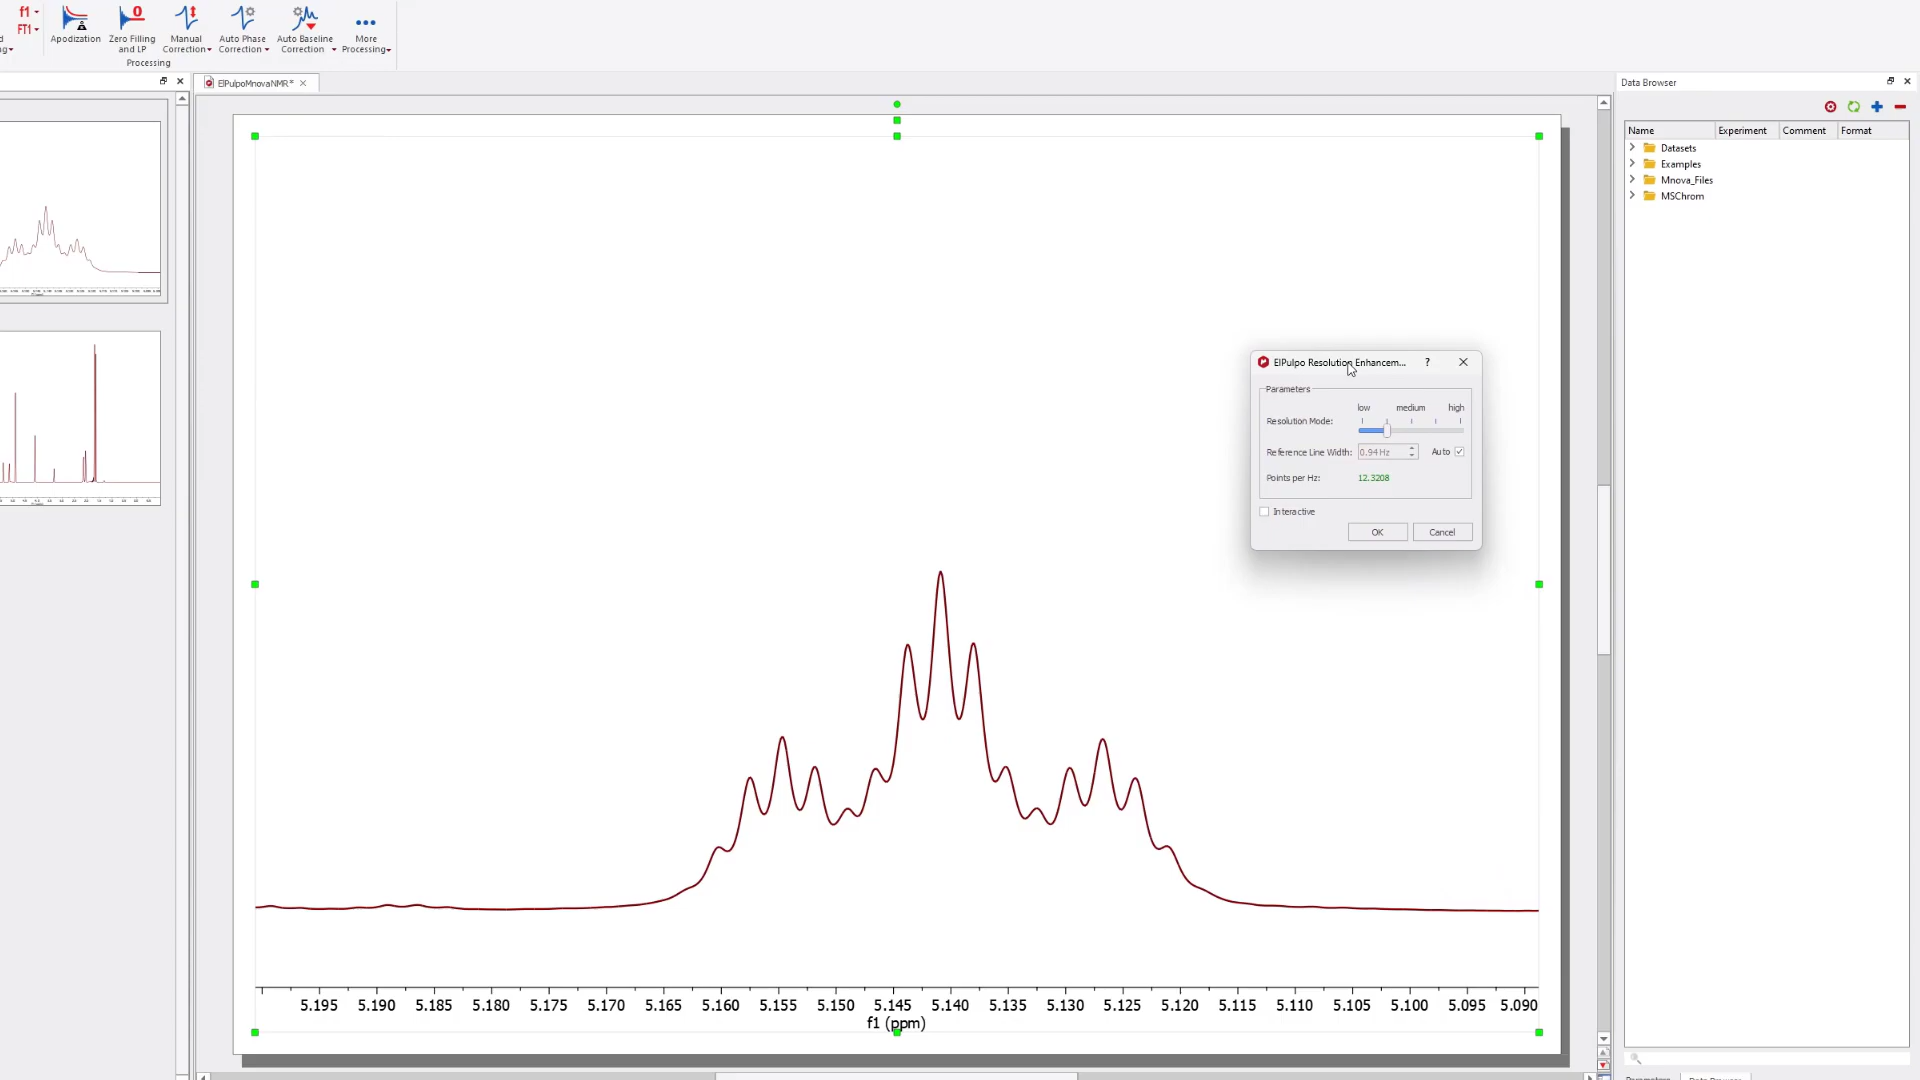 f1
FT1
Apodization
Zero Filling
and LP
Manual
Correction
Auto Phase
Correction
Auto Baseline
Correction
More
Processing
Processing
ElPulpoMnovaNMR*
Data Browser
Name Experiment Comment Format
Datasets
Examples
Mnova_Files
MSChrom
ElPulpo Resolution Enhancem... ?
Parameters
low medium high
Resolution Mode:
Reference Line Width: 0.94 Hz Auto
Points per Hz: 12.3208
Interactive
OK Cancel
5.195 5.190 5.185 5.180 5.175 5.170 5.165 5.160 5.155 5.150 5.145 5.140 5.135 5.130 5.125 5.120 5.115 5.110 5.105 5.100 5.095 5.090
f1 (ppm)